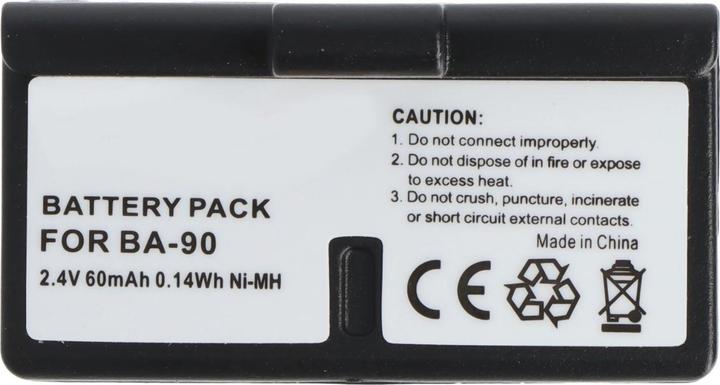 BATTERY PACK
FOR BA-90
2.4V 60mAh 0.14Wh Ni-MH
CAUTION:
1. Do not connect improperly.
2. Do not dispose of in fire or expose
to excess heat.
3. Do not crush, puncture, incinerate
or short circuit external contacts.
Made in China
CE